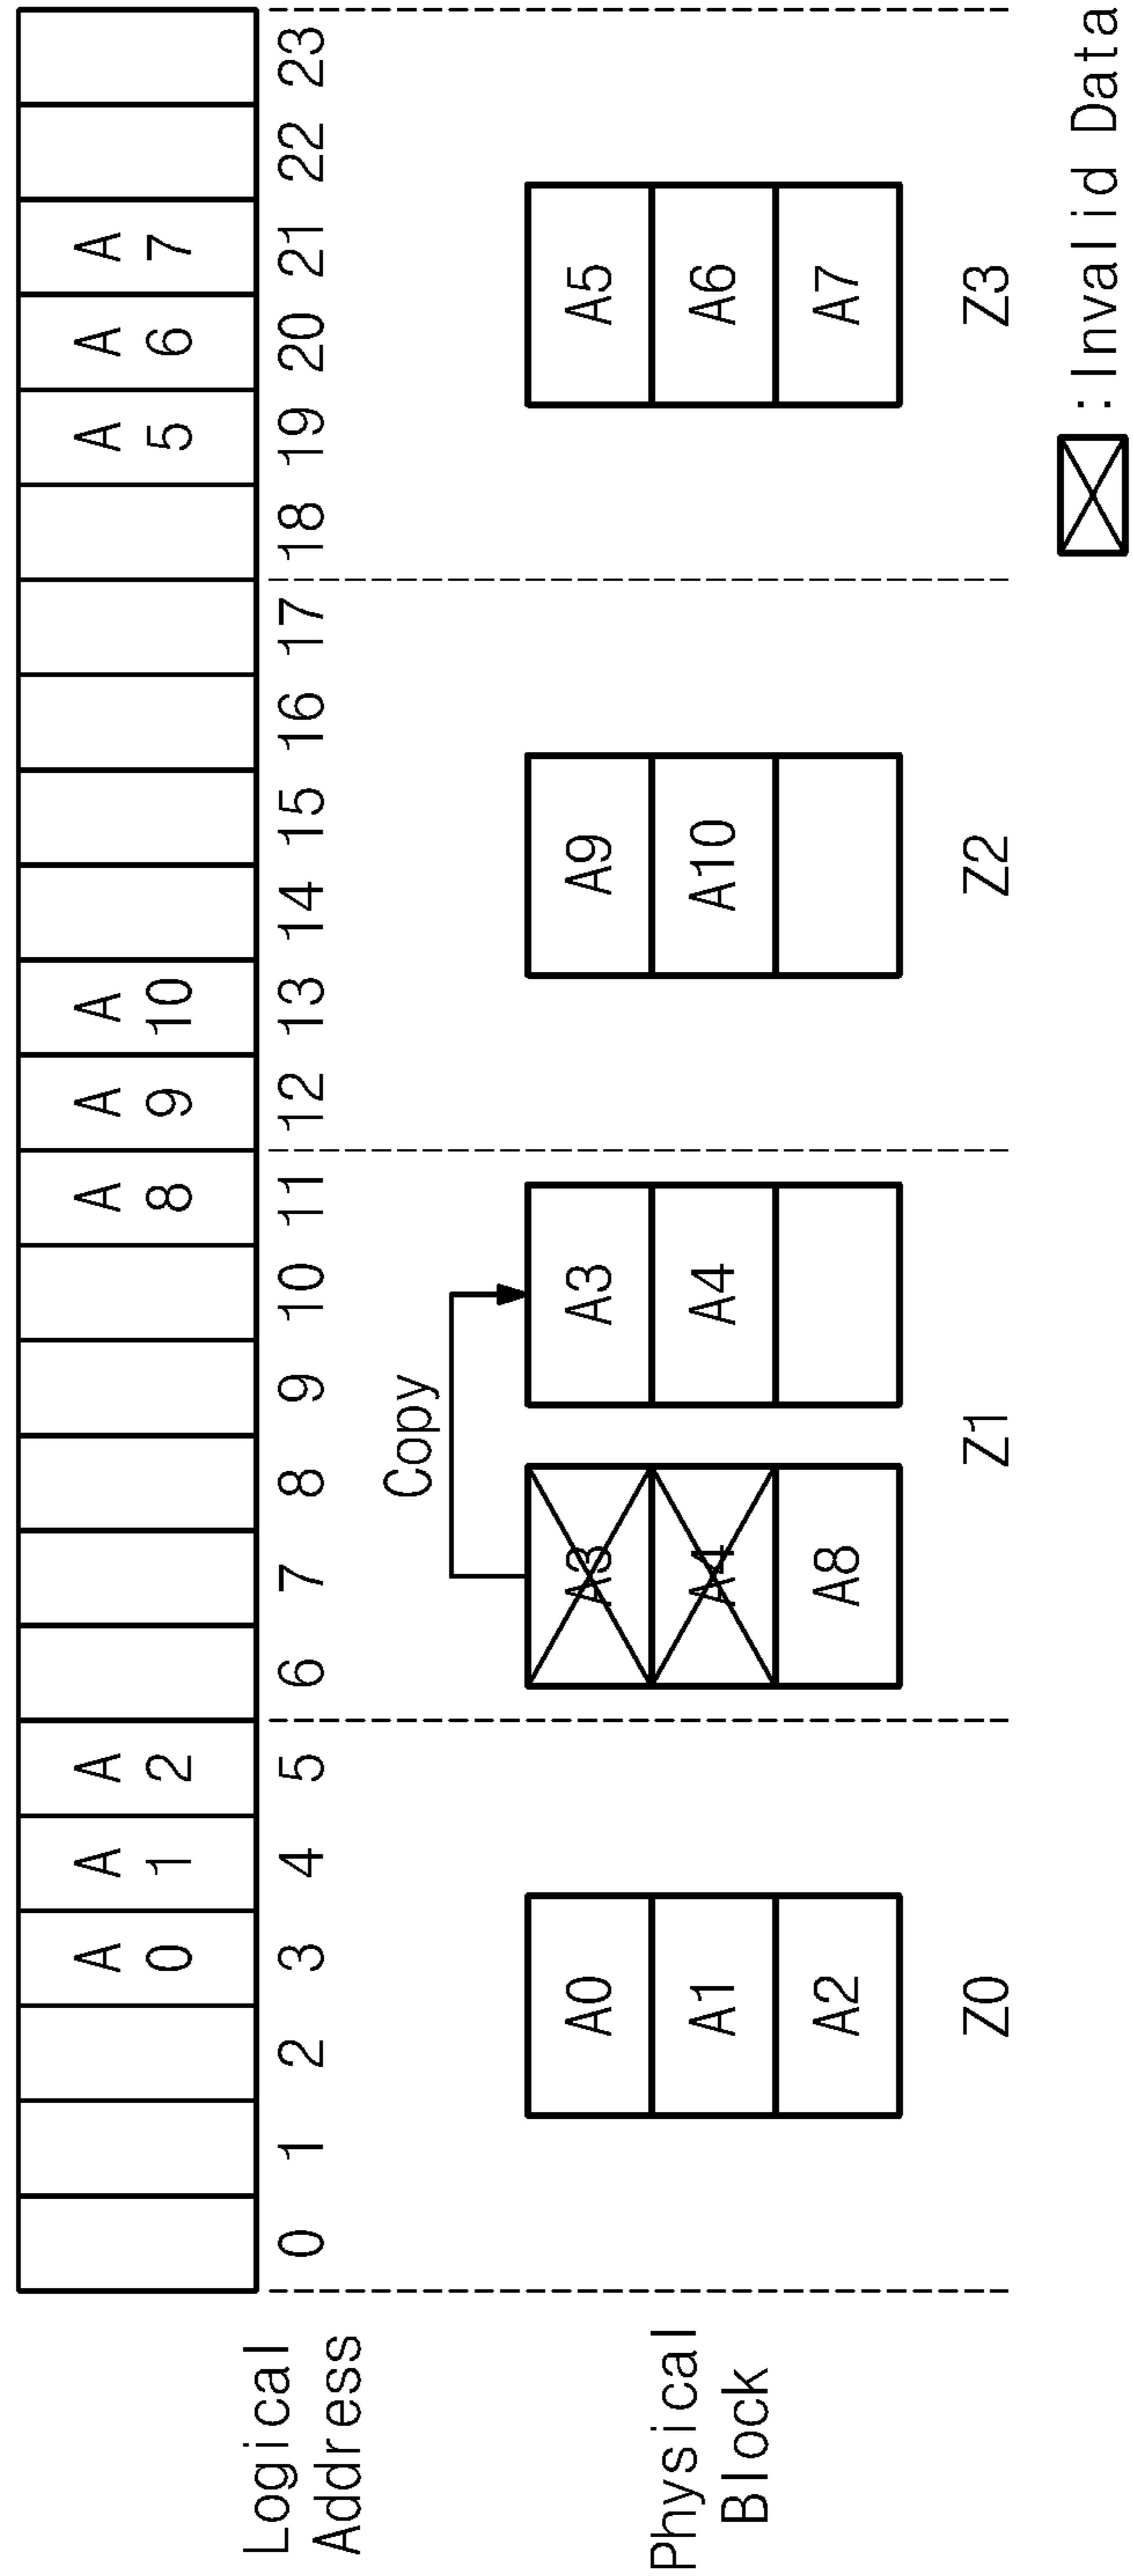 A 0 A 1 A 2 A 8 A 9 A 10 A 5 A 6 A 7
Logical
Address
0 1 2 3 4 5 6 7 8 9 10 11 12 13 14 15 16 17 18 19 20 21 22 23
Copy
Physical
Block
A0 A3 A3 A9 A5
A1 A4 A4 A10 A6
A2 A8 A7
Z0 Z1 Z2 Z3
:Invalid Data